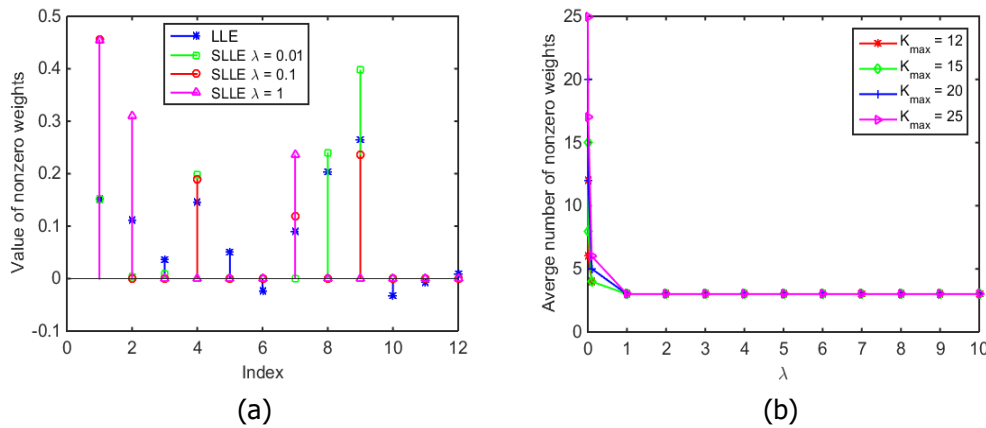 0.5
0.4
0.3
0.2
0.1
0
-0.1
Value of nonzero weights
LLE
SLLE λ = 0.01
SLLE λ = 0.1
SLLE λ = 1
0 2 4 6 8 10 12
Index
(a)
25
20
15
10
5
0
Averge number of nonzero weights
K_max = 12
K_max = 15
K_max = 20
K_max = 25
0 1 2 3 4 5 6 7 8 9 10
λ
(b)